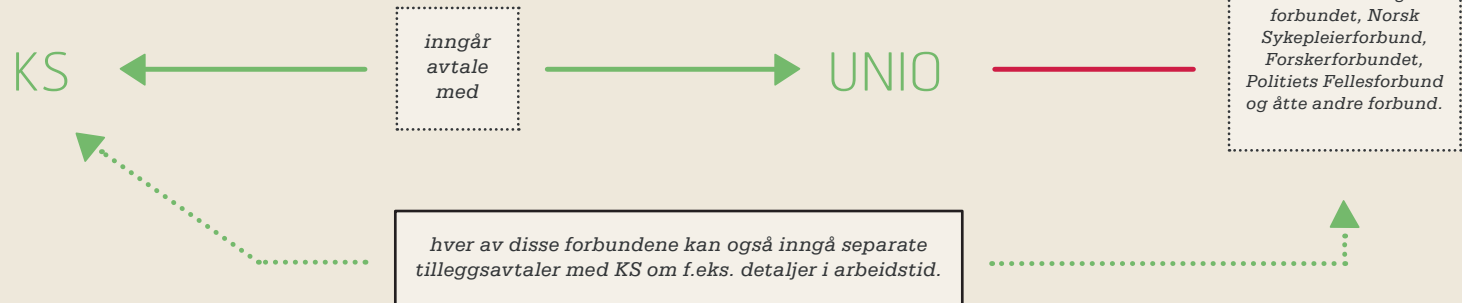 forbundet, Norsk
Sykepleierforbund,
Forskerforbundet,
Politiets Fellesforbund
og åtte andre forbund.
KS
inngår
avtale
med
UNIO
hver av disse forbundene kan også inngå separate
tilleggsavtaler med KS om f.eks. detaljer i arbeidstid.